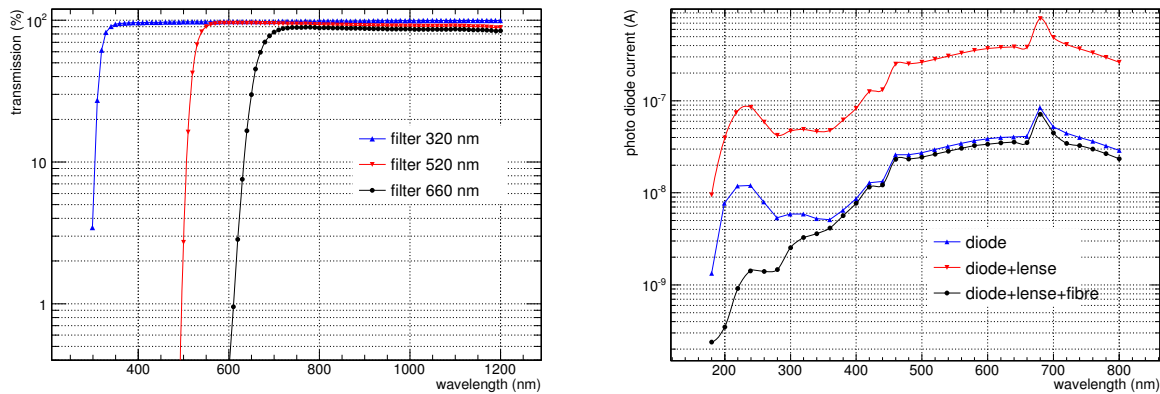 transmission (%)
10²
10
1
filter 320 nm
filter 520 nm
filter 660 nm
400 600 800 1000 1200
wavelength (nm)
photo diode current (A)
10⁻⁷
10⁻⁸
10⁻⁹
diode
diode+lense
diode+lense+fibre
200 300 400 500 600 700 800
wavelength (nm)